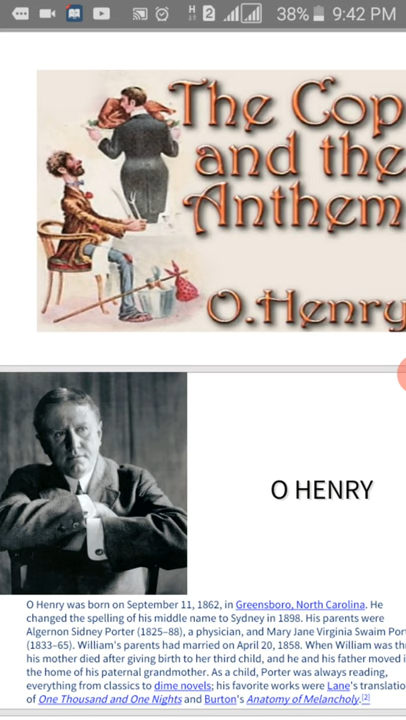 H 2 38% 9:42 PM
The Cop
and the
Anthem
O.Henry
O HENRY
O Henry was born on September 11, 1862, in Greensboro, North Carolina. He
changed the spelling of his middle name to Sydney in 1898. His parents were
Algernon Sidney Porter (1825–88), a physician, and Mary Jane Virginia Swaim Por
(1833–65). William's parents had married on April 20, 1858. When William was th
his mother died after giving birth to her third child, and he and his father moved i
the home of his paternal grandmother. As a child, Porter was always reading,
everything from classics to dime novels; his favorite works were Lane's translatio
of One Thousand and One Nights and Burton's Anatomy of Melancholy.[2]